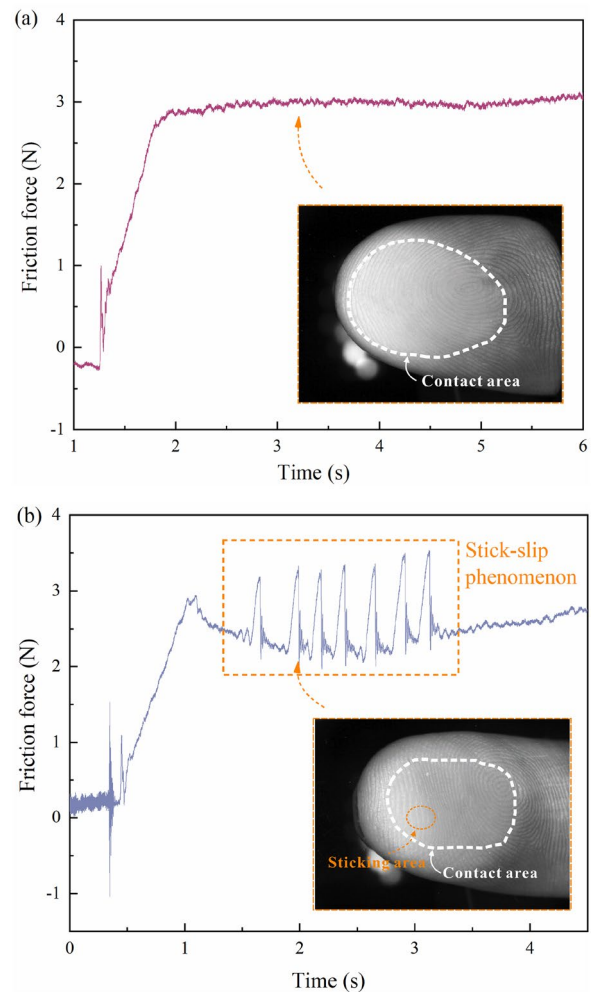 (a)
4
3
2
1
0
-1
Friction force (N)
Contact area
1
2
3
4
5
6
Time (s)
(b)
4
3
2
1
0
-1
Friction force (N)
Stick-slip
phenomenon
Sticking area
Contact area
0
1
2
3
4
Time (s)